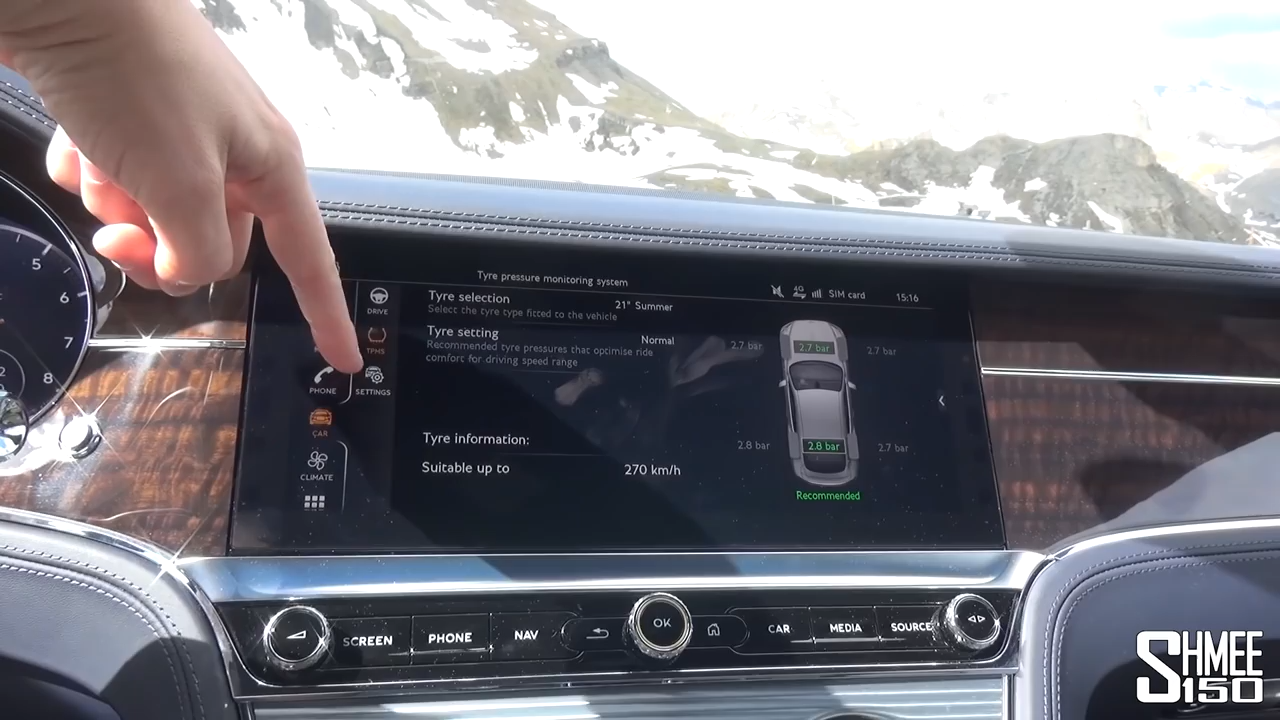 Tyre pressure monitoring system
4G
SIM card
15:16
DRIVE
TPMS
SETTINGS
PHONE
CAR
CLIMATE
Tyre selection
21" Summer
Select the tyre type fitted to the vehicle
Tyre setting
Normal
Recommended tyre pressures that optimise ride
comfort for driving speed range
Tyre information:
Suitable up to
270 km/h
2.7 bar
2.7 bar
2.7 bar
2.8 bar
2.8 bar
2.7 bar
Recommended
5
6
7
8
2
SCREEN
PHONE
NAV
OK
CAR
MEDIA
SOURCE
SHMEE
150